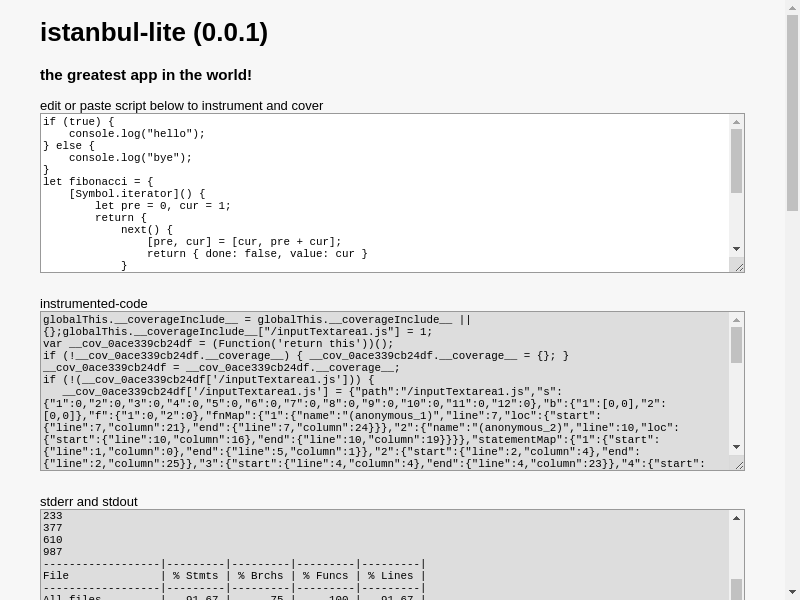 istanbul-lite (0.0.1)
the greatest app in the world!
edit or paste script below to instrument and cover
if (true) {
    console.log("hello");
} else {
    console.log("bye");
}
let fibonacci = {
    [Symbol.iterator]() {
        let pre = 0, cur = 1;
        return {
            next() {
                [pre, cur] = [cur, pre + cur];
                return { done: false, value: cur }
            }
instrumented-code
globalThis.__coverageInclude__ = globalThis.__coverageInclude__ ||
{};globalThis.__coverageInclude__["/inputTextarea1.js"] = 1;
var __cov_0ace339cb24df = (Function('return this'))();
if (!__cov_0ace339cb24df.__coverage__) { __cov_0ace339cb24df.__coverage__ = {}; }
__cov_0ace339cb24df = __cov_0ace339cb24df.__coverage__;
if (!(__cov_0ace339cb24df['/inputTextarea1.js'])) {
   __cov_0ace339cb24df['/inputTextarea1.js'] = {"path":"/inputTextarea1.js","s":
{"1":0,"2":0,"3":0,"4":0,"5":0,"6":0,"7":0,"8":0,"9":0,"10":0,"11":0,"12":0},"b":{"1":[0,0],"2":
[0,0]},"f":{"1":0,"2":0},"fnMap":{"1":{"name":"(anonymous_1)","line":7,"loc":{"start":
{"line":7,"column":21},"end":{"line":7,"column":24}}},"2":{"name":"(anonymous_2)","line":10,"loc":
{"start":{"line":10,"column":16},"end":{"line":10,"column":19}}}},"statementMap":{"1":{"start":
{"line":1,"column":0},"end":{"line":5,"column":1}},"2":{"start":{"line":2,"column":4},"end":
{"line":2,"column":25}},"3":{"start":{"line":4,"column":4},"end":{"line":4,"column":23}},"4":{"start":
stderr and stdout
233
377
610
987
------------------|---------|---------|---------|---------|
File              | % Stmts | % Brchs | % Funcs | % Lines |
------------------|---------|---------|---------|---------|
All files         |   91.67 |      75 |     100 |   91.67 |